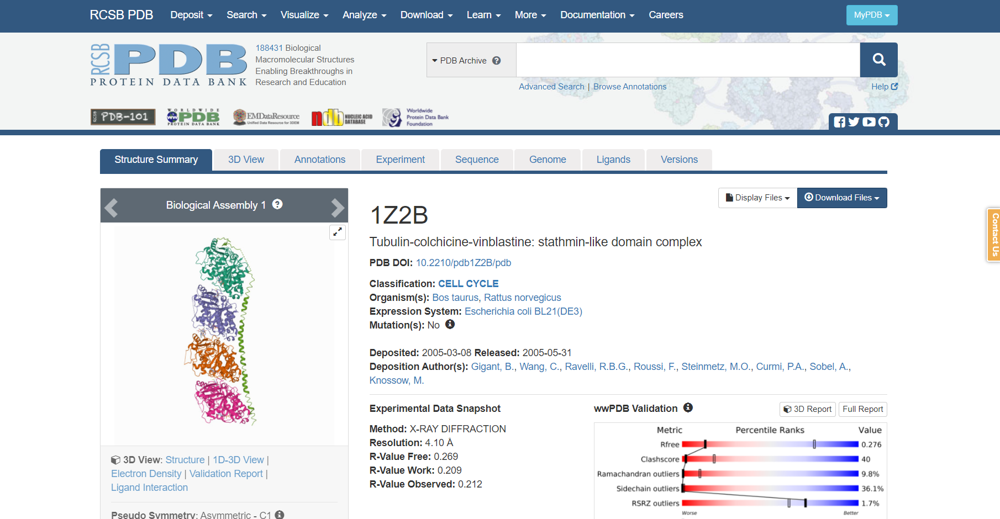 RCSB PDB Deposit Search Visualize Analyze Download Learn More Documentation Careers MyPDB
RCSB PDB
PROTEIN DATA BANK
188431 Biological
Macromolecular Structures
Enabling Breakthroughs in
Research and Education
PDB Archive
Advanced Search | Browse Annotations
Help
RCSB PDB-101
WORLDWIDE
PDB
PROTEIN DATA BANK
EMDataResource
Unified Data Resource for 3DEM
ndb NUCLEIC ACID
DATABASE
Worldwide
Protein Data Bank
Foundation
Structure Summary 3D View Annotations Experiment Sequence Genome Ligands Versions
Biological Assembly 1
Display Files Download Files
Contact Us
1Z2B
Tubulin-colchicine-vinblastine: stathmin-like domain complex
PDB DOI: 10.2210/pdb1Z2B/pdb
Classification: CELL CYCLE
Organism(s): Bos taurus, Rattus norvegicus
Expression System: Escherichia coli BL21(DE3)
Mutation(s): No
Deposited: 2005-03-08 Released: 2005-05-31
Deposition Author(s): Gigant, B., Wang, C., Ravelli, R.B.G., Roussi, F., Steinmetz, M.O., Curmi, P.A., Sobel, A.,
Knossow, M.
Experimental Data Snapshot
Method: X-RAY DIFFRACTION
Resolution: 4.10 Å
R-Value Free: 0.269
R-Value Work: 0.209
R-Value Observed: 0.212
wwPDB Validation
3D Report Full Report
Metric Percentile Ranks Value
Rfree 0.276
Clashscore 40
Ramachandran outliers 9.8%
Sidechain outliers 36.1%
RSRZ outliers 1.7%
Worse Better
3D View: Structure | 1D-3D View |
Electron Density | Validation Report |
Ligand Interaction
Pseudo Symmetry: Asymmetric - C1